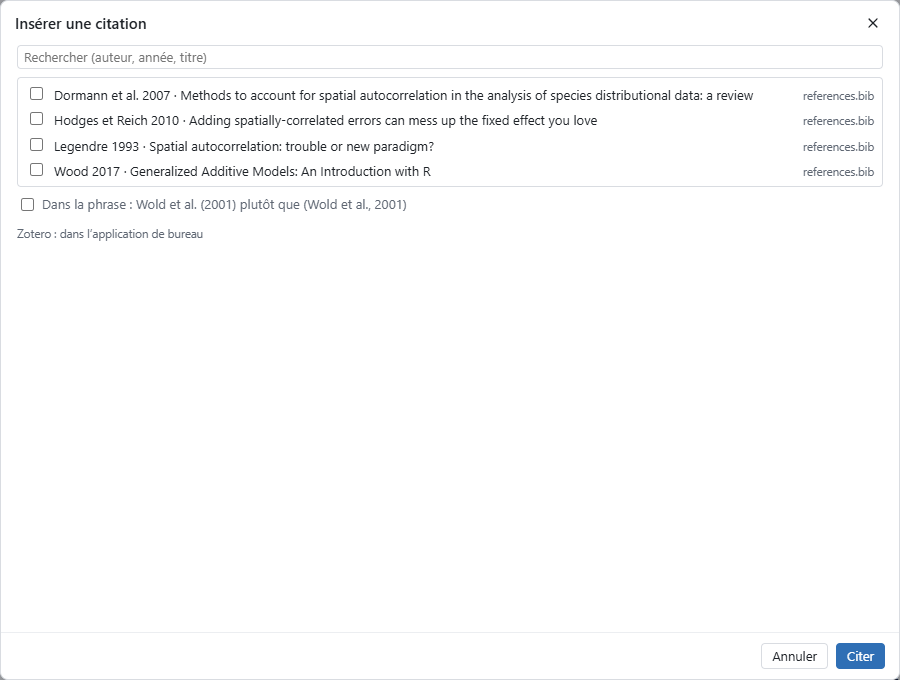 Insérer une citation
Rechercher (auteur, année, titre)
Dormann et al. 2007 · Methods to account for spatial autocorrelation in the analysis of species distributional data: a review references.bib
Hodges et Reich 2010 · Adding spatially-correlated errors can mess up the fixed effect you love references.bib
Legendre 1993 · Spatial autocorrelation: trouble or new paradigm? references.bib
Wood 2017 · Generalized Additive Models: An Introduction with R references.bib
Dans la phrase : Wold et al. (2001) plutôt que (Wold et al., 2001)
Zotero : dans l’application de bureau
Annuler Citer